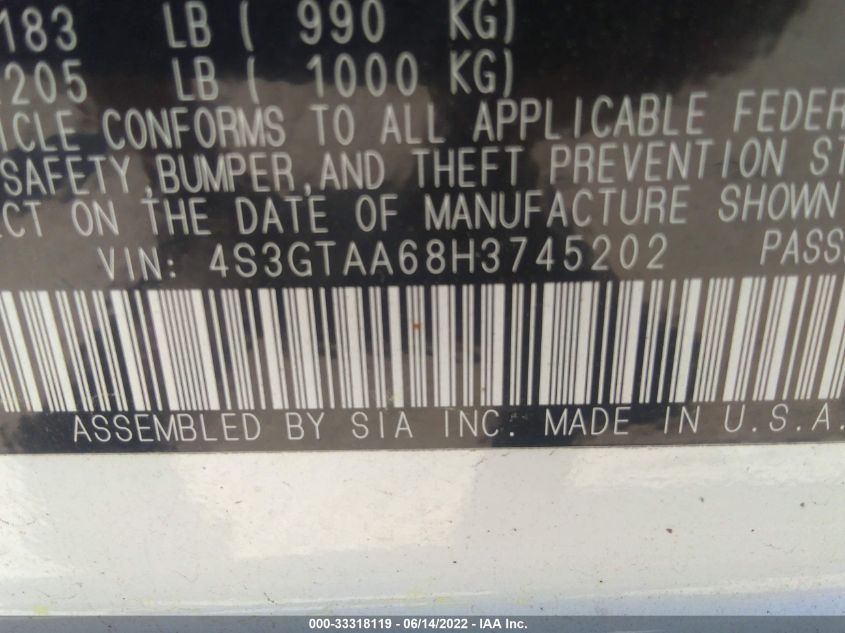 183 LB ( 990 KG)
205 LB ( 1000 KG)
ICLE CONFORMS TO ALL APPLICABLE FEDER
SAFETY,BUMPER,AND THEFT PREVENTION ST
ECT ON THE DATE OF MANUFACTURE SHOWN
VIN: 4S3GTAA68H3745202 PASS
ASSEMBLED BY SIA INC. MADE IN U.S.A.
000-33318119 - 06/14/2022 - IAA Inc.